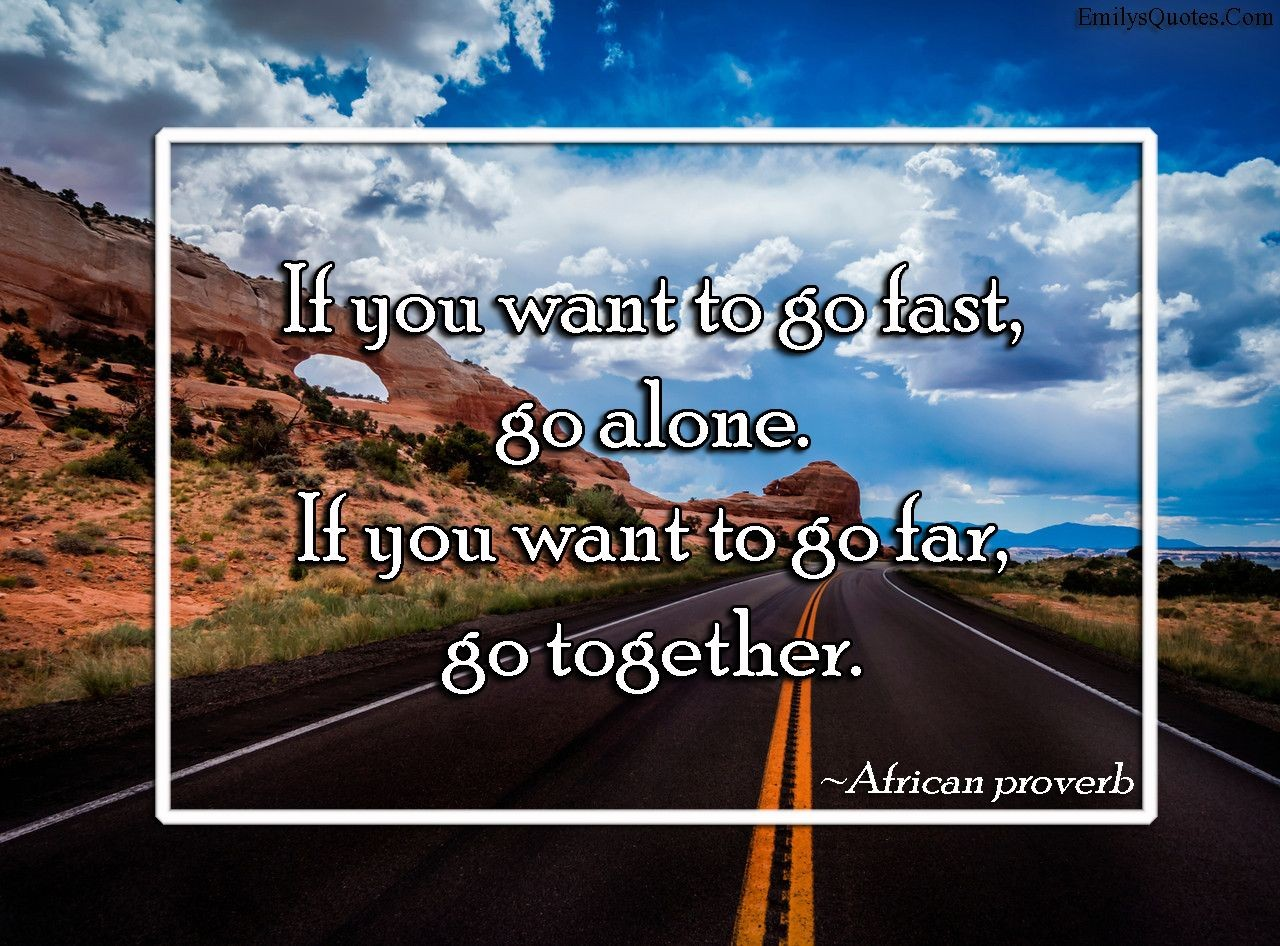 EmilysQuotes.Com
If you want to go fast,
go alone.
If you want to go far,
go together.
~African proverb